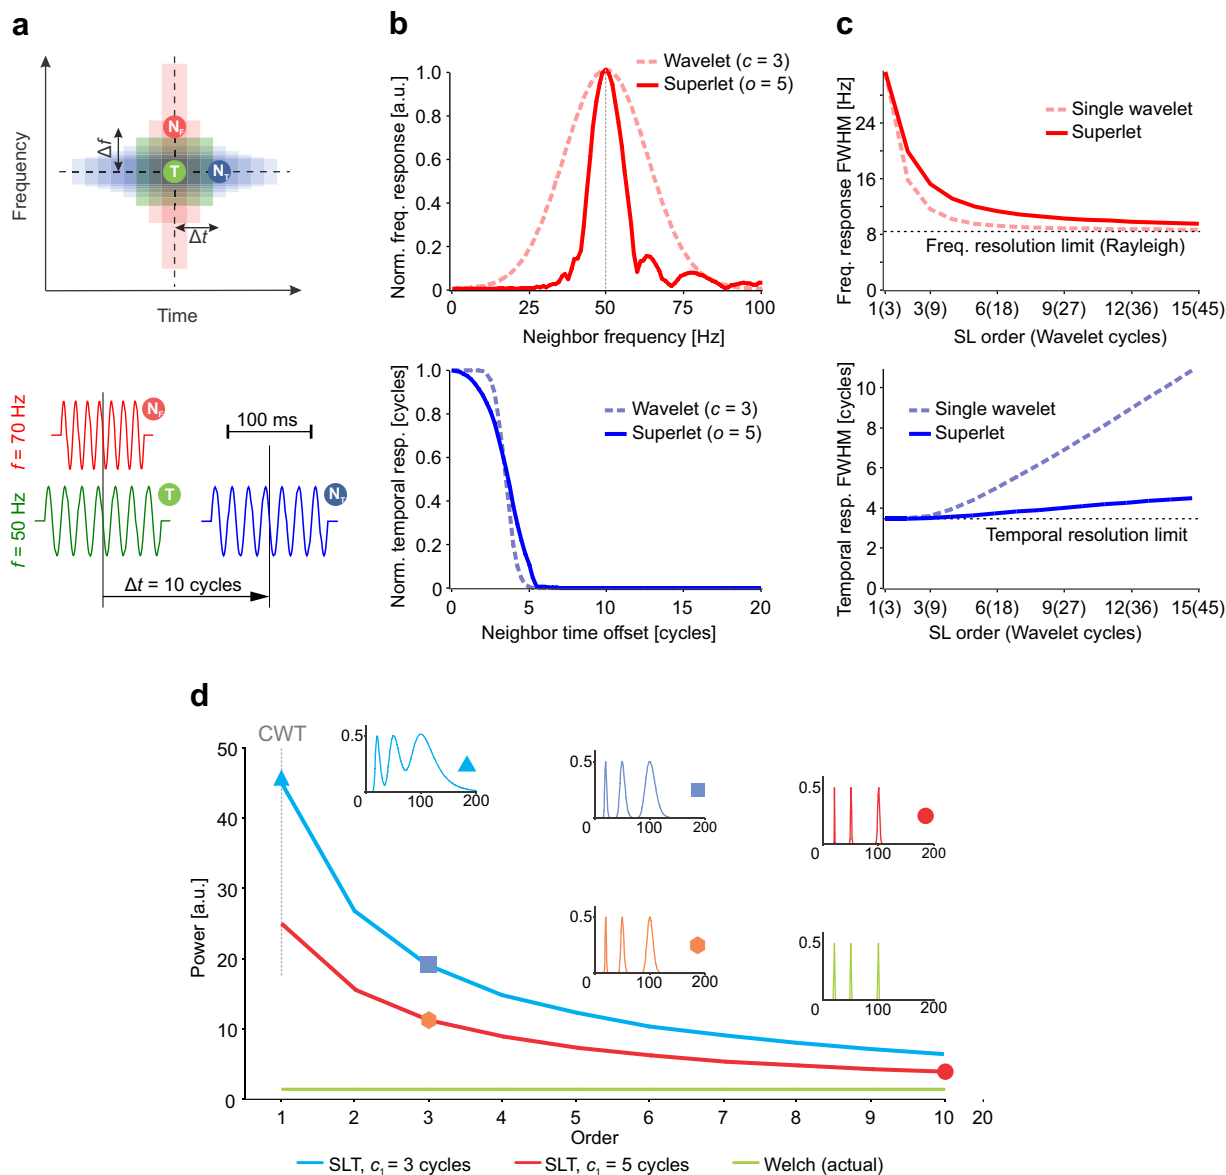 a
Frequency
Δf
N_F
T
N_T
Δt
Time
f = 70 Hz
N_F
100 ms
f = 50 Hz
T
N_T
Δt = 10 cycles
b
Wavelet (c = 3)
Superlet (o = 5)
Norm. freq. response [a.u.]
1.0
0.8
0.6
0.4
0.2
0
0 25 50 75 100
Neighbor frequency [Hz]
Wavelet (c = 3)
Superlet (o = 5)
Norm. temporal resp. [cycles]
1.0
0.8
0.6
0.4
0.2
0
0 5 10 15 20
Neighbor time offset [cycles]
c
Single wavelet
Superlet
Freq. response FWHM [Hz]
24
16
8
0
Freq. resolution limit (Rayleigh)
1(3) 3(9) 6(18) 9(27) 12(36) 15(45)
SL order (Wavelet cycles)
Single wavelet
Superlet
Temporal resp. FWHM [cycles]
10
8
6
4
2
0
Temporal resolution limit
1(3) 3(9) 6(18) 9(27) 12(36) 15(45)
SL order (Wavelet cycles)
d
CWT
Power [a.u.]
50
40
30
20
10
0
0.5
0 100 200
0.5
0 100 200
0.5
0 100 200
0.5
0 100 200
0.5
0 100 200
1 2 3 4 5 6 7 8 9 10 20
Order
SLT, c₁ = 3 cycles
SLT, c₁ = 5 cycles
Welch (actual)